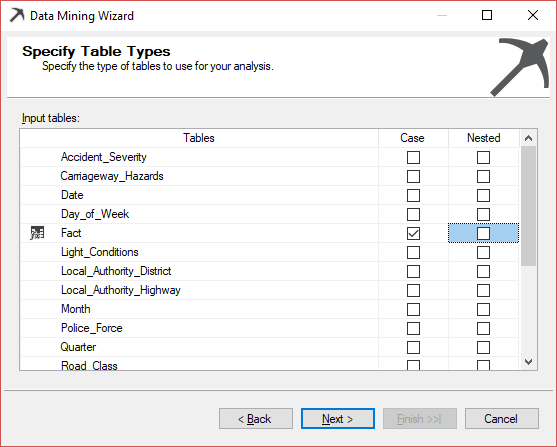 Data Mining Wizard
Specify Table Types
Specify the type of tables to use for your analysis.
Input tables:
Tables Case Nested
Accident_Severity
Carriageway_Hazards
Date
Day_of_Week
Fact
Light_Conditions
Local_Authority_District
Local_Authority_Highway
Month
Police_Force
Quarter
Road_Class
< Back Next > Finish >>| Cancel